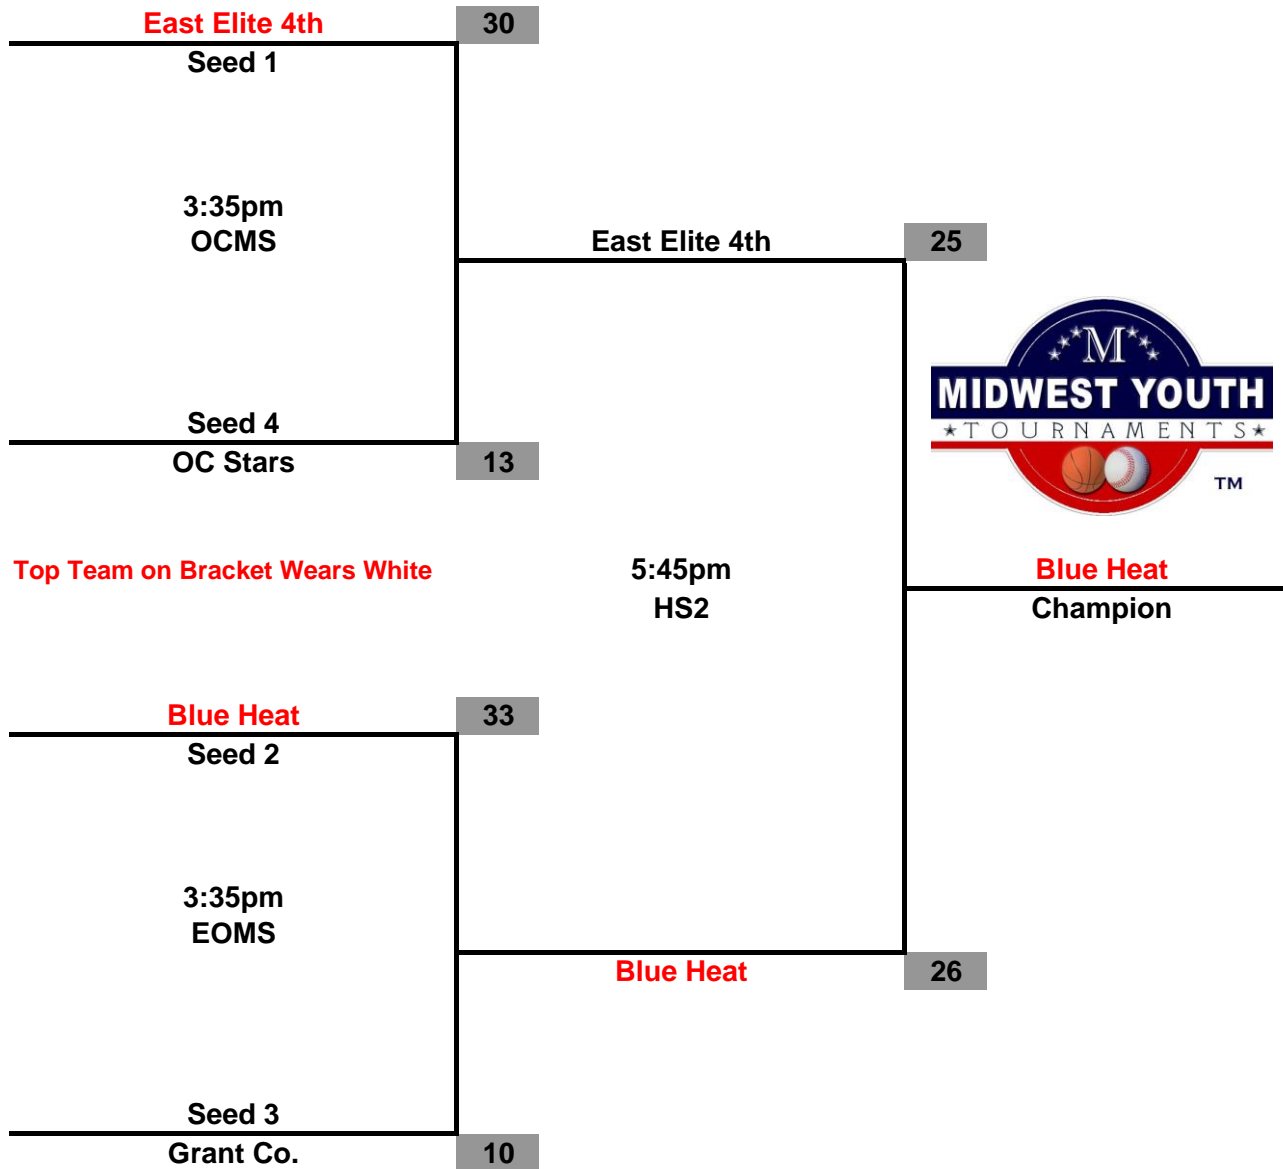 East Elite 4th 30
Seed 1
3:35pm
OCMS
East Elite 4th 25
M
MIDWEST YOUTH
TOURNAMENTS
TM
Seed 4
OC Stars 13
Top Team on Bracket Wears White
5:45pm
HS2
Blue Heat
Champion
Blue Heat 33
Seed 2
3:35pm
EOMS
Blue Heat 26
Seed 3
Grant Co. 10